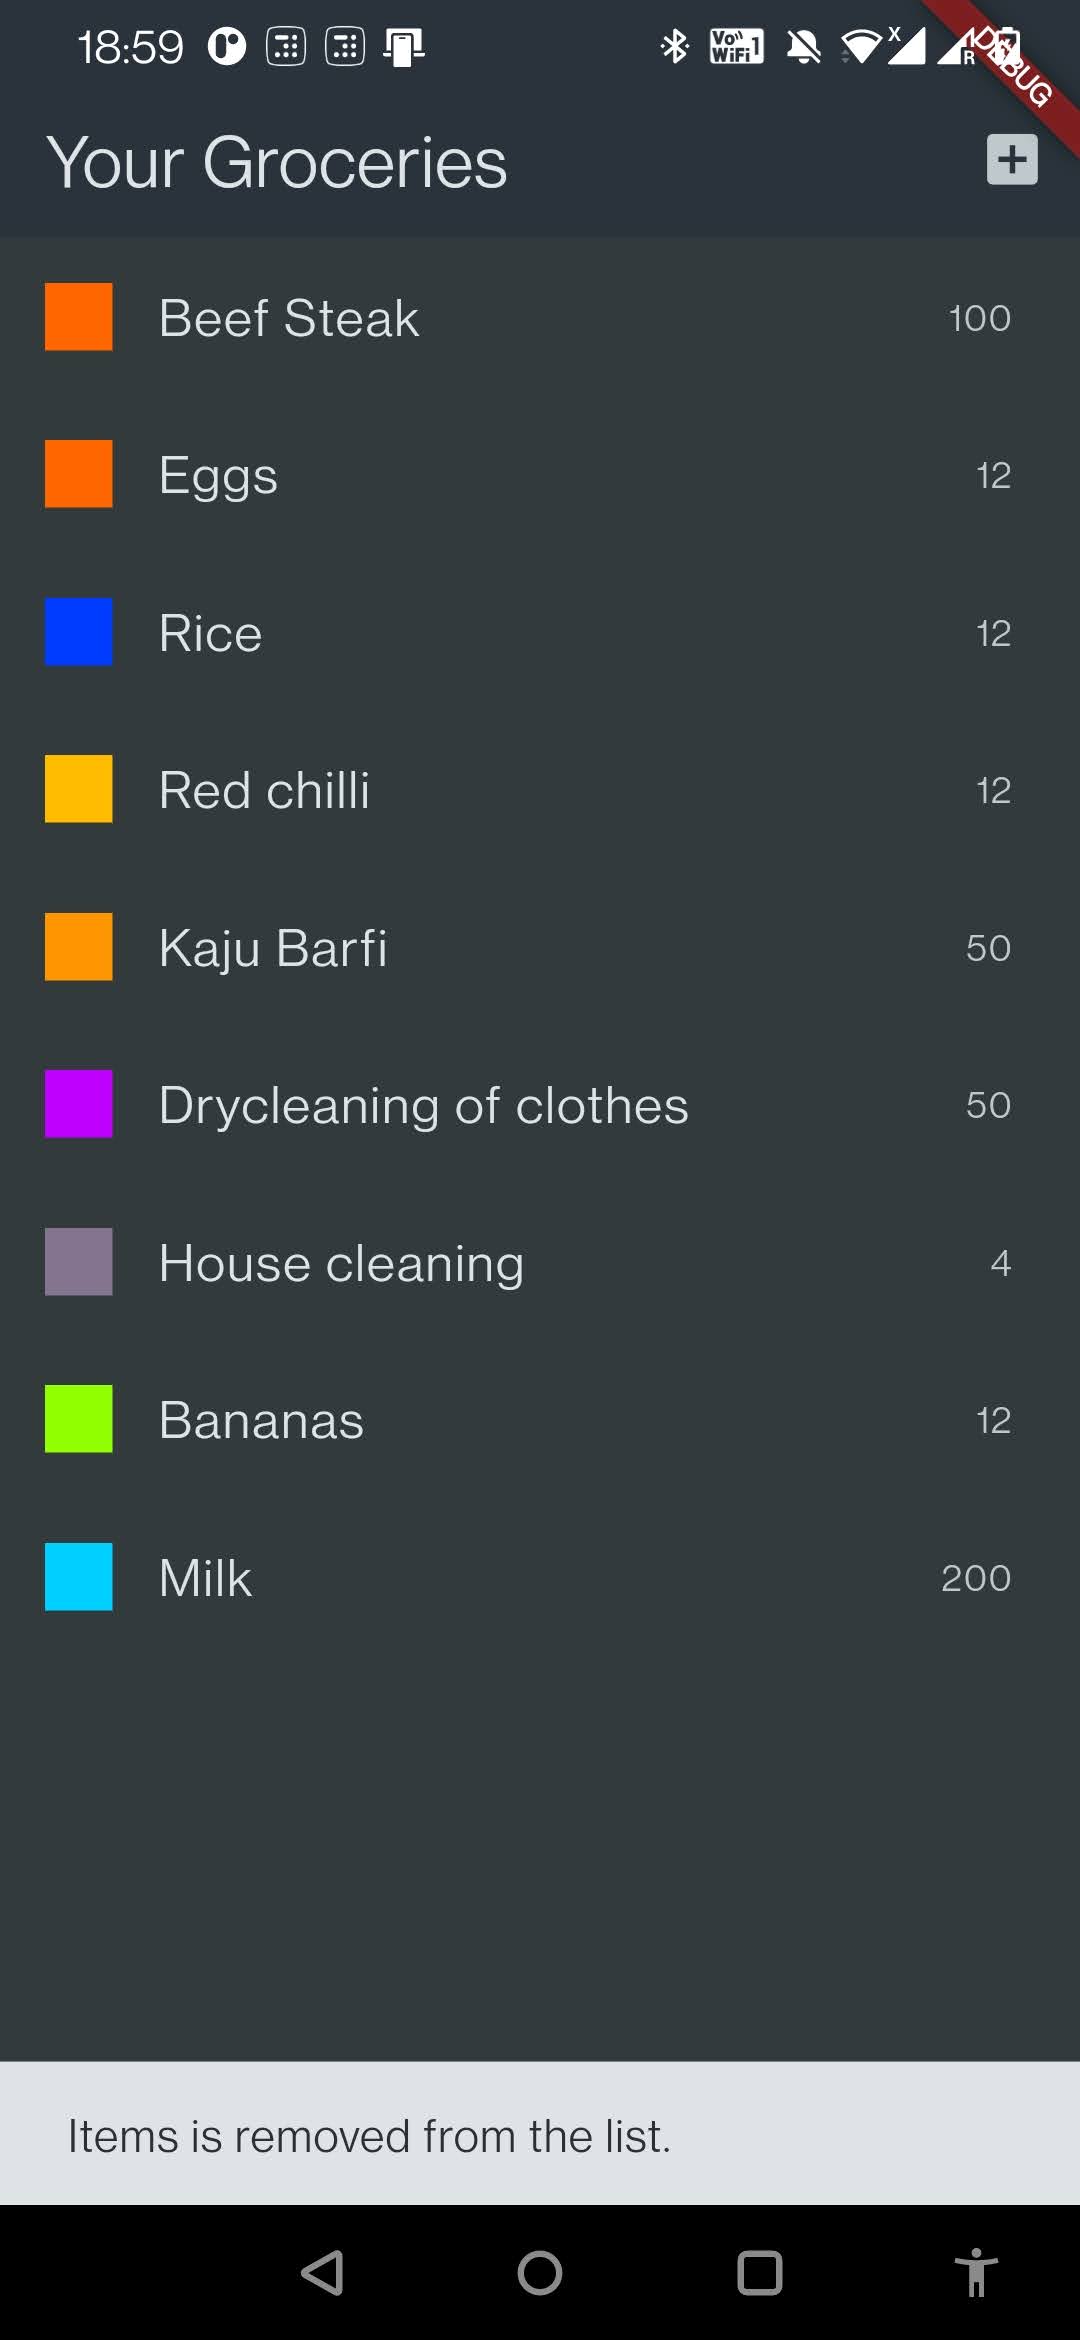 18:59
Vo)) WiFi 1
X
R
DEBUG
Your Groceries
Beef Steak 100
Eggs 12
Rice 12
Red chilli 12
Kaju Barfi 50
Drycleaning of clothes 50
House cleaning 4
Bananas 12
Milk 200
Items is removed from the list.